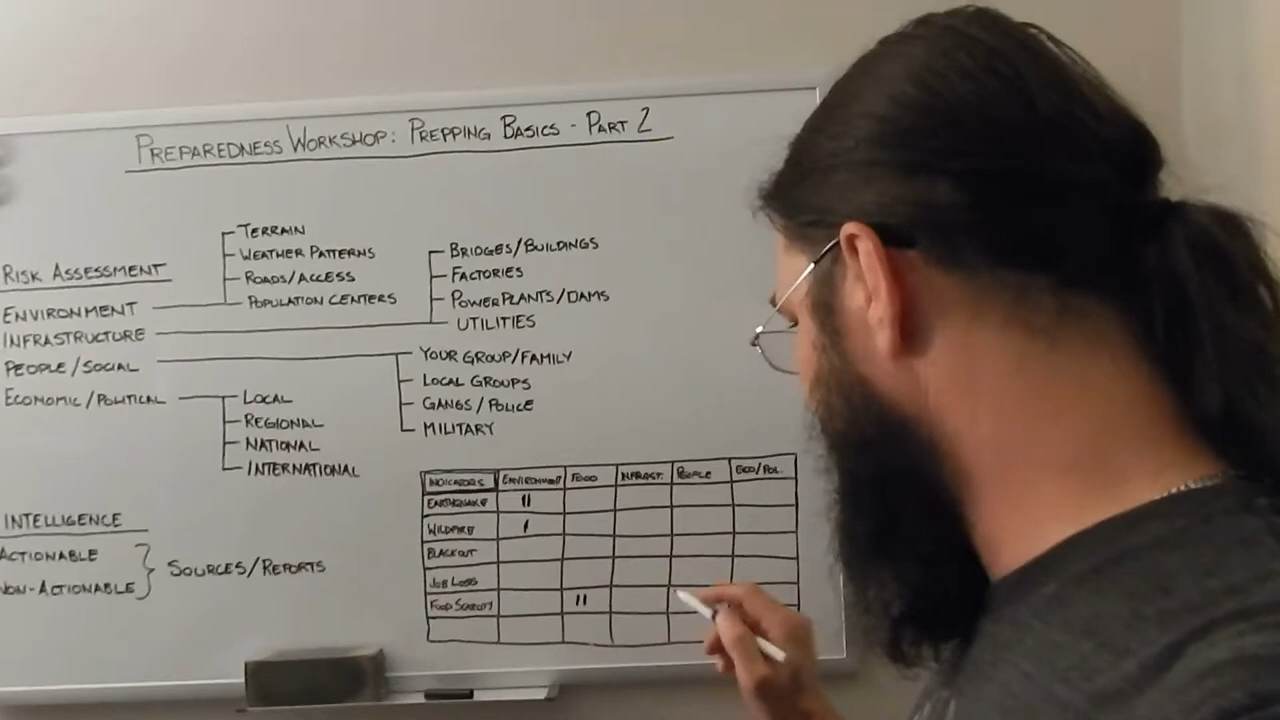 PREPAREDNESS WORKSHOP: PREPPING BASICS - PART 2
RISK ASSESSMENT
ENVIRONMENT
TERRAIN
WEATHER PATTERNS
ROADS/ACCESS
POPULATION CENTERS
INFRASTRUCTURE
BRIDGES/BUILDINGS
FACTORIES
POWERPLANTS/DAMS
UTILITIES
PEOPLE/SOCIAL
YOUR GROUP/FAMILY
LOCAL GROUPS
GANGS/POLICE
MILITARY
ECONOMIC/POLITICAL
LOCAL
REGIONAL
NATIONAL
INTERNATIONAL
INTELLIGENCE
ACTIONABLE
NON-ACTIONABLE
SOURCES/REPORTS
INDICATORS ENVIRONMENT FOOD INFRAST. PEOPLE ECO/POL.
EARTHQUAKE II
WILDFIRE I
BLACKOUT
JOB LOSS
FOOD SCARCITY II